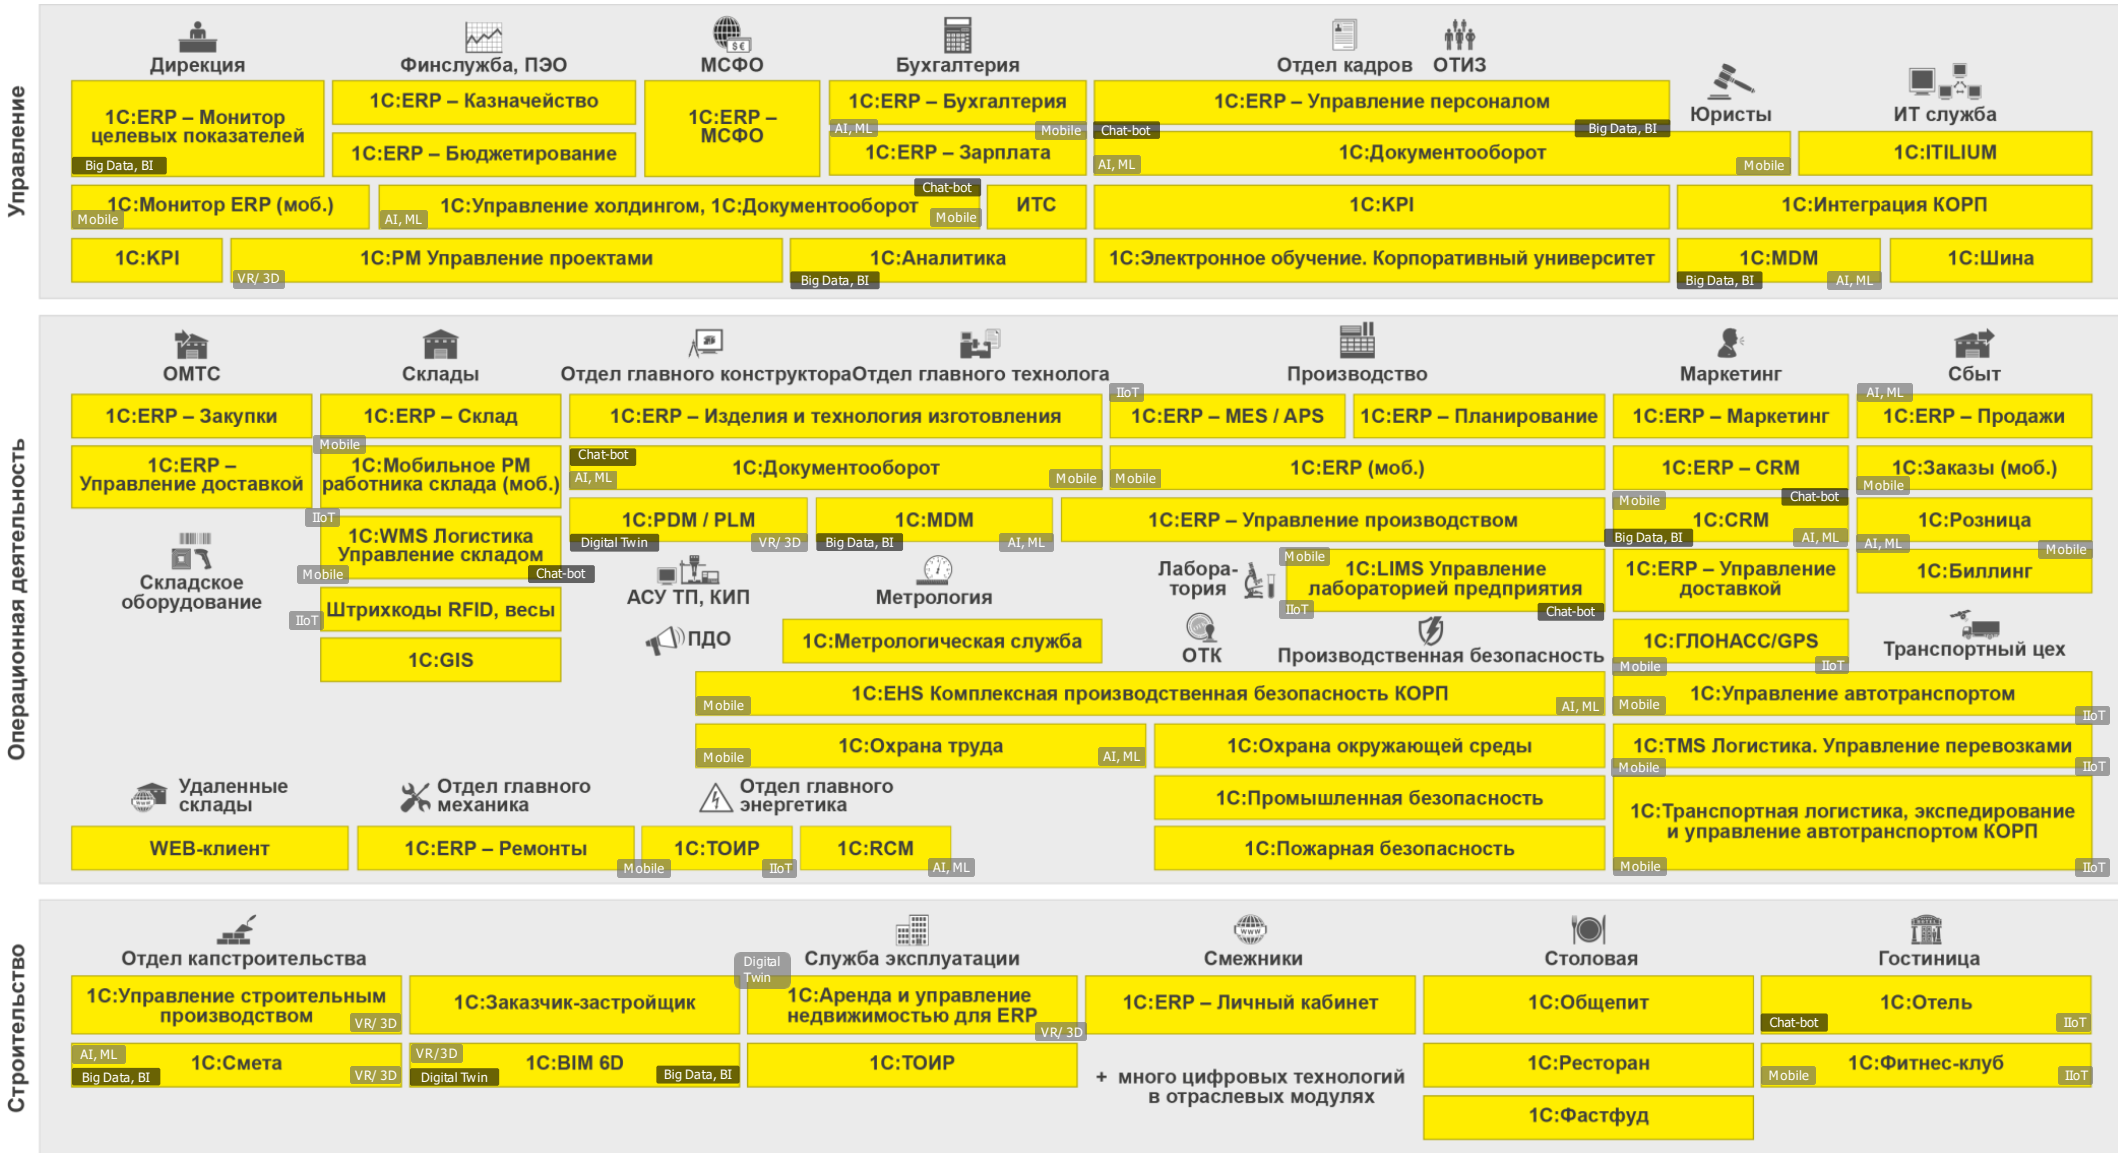 Управление
Дирекция
Финслужба, ПЭО
МСФО
Бухгалтерия
Отдел кадров
ОТИЗ
Юристы
ИТ служба
1С:ERP – Монитор
целевых показателей
Big Data, BI
1С:ERP – Казначейство
1С:ERP – Бюджетирование
1С:ERP –
МСФО
1С:ERP – Бухгалтерия
AI, ML
Mobile
1С:ERP – Зарплата
1С:ERP – Управление персоналом
Chat-bot
Big Data, BI
1С:Документооборот
AI, ML
Mobile
1С:ITILIUM
1С:Монитор ERP (моб.)
Mobile
1С:Управление холдингом, 1С:Документооборот
AI, ML
Chat-bot
Mobile
ИТС
1С:KPI
1С:Интеграция КОРП
1С:KPI
1С:PM Управление проектами
VR/ 3D
1С:Аналитика
Big Data, BI
1С:Электронное обучение. Корпоративный университет
1С:MDM
Big Data, BI
AI, ML
1С:Шина
Операционная деятельность
ОМТС
Склады
Отдел главного конструктора
Отдел главного технолога
Производство
Маркетинг
Сбыт
1С:ERP – Закупки
1С:ERP – Склад
Mobile
1С:ERP – Изделия и технология изготовления
IIoT
1С:ERP – MES / APS
1С:ERP – Планирование
1С:ERP – Маркетинг
AI, ML
1С:ERP – Продажи
1С:ERP –
Управление доставкой
1С:Мобильное РМ
работника склада (моб.)
Chat-bot
AI, ML
1С:Документооборот
Mobile
Mobile
1С:ERP (моб.)
1С:ERP – CRM
Mobile
Chat-bot
1С:Заказы (моб.)
Mobile
IIoT
1С:WMS Логистика
Управление складом
Mobile
Chat-bot
1С:PDM / PLM
Digital Twin
VR/ 3D
1С:MDM
Big Data, BI
AI, ML
1С:ERP – Управление производством
1С:CRM
Big Data, BI
AI, ML
1С:Розница
AI, ML
Mobile
Складское
оборудование
АСУ ТП, КИП
Метрология
Лабора-
тория
Mobile
1С:LIMS Управление
лабораторией предприятия
IIoT
Chat-bot
1С:ERP – Управление
доставкой
1С:Биллинг
IIoT
Штрихкоды RFID, весы
ПДО
1С:Метрологическая служба
ОТК
Производственная безопасность
1С:ГЛОНАСС/GPS
Mobile
IIoT
Транспортный цех
1С:GIS
1С:EHS Комплексная производственная безопасность КОРП
Mobile
AI, ML
1С:Управление автотранспортом
Mobile
IIoT
1С:Охрана труда
Mobile
AI, ML
1С:Охрана окружающей среды
1С:TMS Логистика. Управление перевозками
Mobile
IIoT
Удаленные
склады
Отдел главного
механика
Отдел главного
энергетика
1С:Промышленная безопасность
1С:Транспортная логистика, экспедирование
и управление автотранспортом КОРП
Mobile
IIoT
WEB-клиент
1С:ERP – Ремонты
Mobile
1С:ТОИР
IIoT
1С:RCM
AI, ML
1С:Пожарная безопасность
Строительство
Отдел капстроительства
Служба эксплуатации
Смежники
Столовая
Гостиница
1С:Управление строительным
производством
VR/ 3D
1С:Заказчик-застройщик
Digital
Twin
1С:Аренда и управление
недвижимостью для ERP
VR/ 3D
1С:ERP – Личный кабинет
1С:Общепит
1С:Отель
Chat-bot
IIoT
AI, ML
1С:Смета
Big Data, BI
VR/ 3D
VR/3D
1С:BIM 6D
Digital Twin
Big Data, BI
1С:ТОИР
+ много цифровых технологий
в отраслевых модулях
1С:Ресторан
1С:Фитнес-клуб
Mobile
IIoT
1С:Фастфуд